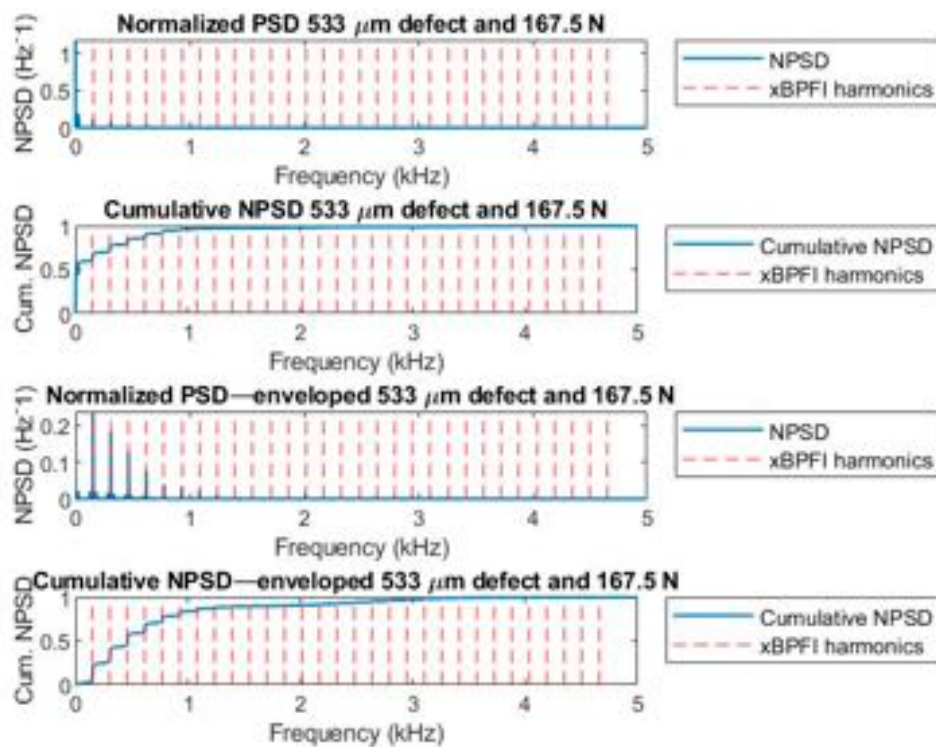 Normalized PSD 533 μm defect and 167.5 N
NPSD (Hz⁻1)
1
0.5
0
0 1 2 3 4 5
Frequency (kHz)
NPSD
xBPFI harmonics
Cumulative NPSD 533 μm defect and 167.5 N
Cum. NPSD
1
0.5
0
0 1 2 3 4 5
Frequency (kHz)
Cumulative NPSD
xBPFI harmonics
Normalized PSD—enveloped 533 μm defect and 167.5 N
NPSD (Hz⁻1)
0.2
0.1
0
0 1 2 3 4 5
Frequency (kHz)
NPSD
xBPFI harmonics
Cumulative NPSD—enveloped 533 μm defect and 167.5 N
Cum. NPSD
1
0.5
0
0 1 2 3 4 5
Frequency (kHz)
Cumulative NPSD
xBPFI harmonics